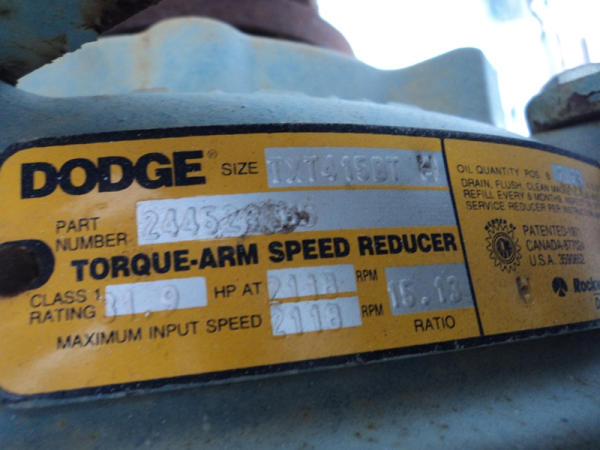 DODGE® SIZE TXT415BT H
PART NUMBER
TORQUE-ARM SPEED REDUCER
CLASS 1 RATING 31.9 HP AT 2118 RPM 15.13 RATIO
MAXIMUM INPUT SPEED 2118 RPM
OIL QUANTITY POS
DRAIN, FLUSH, CLEAN
REFILL EVERY 6 MONTHS
SERVICE REDUCER PER
PATENTED-
CANADA-
U.S.A.
H